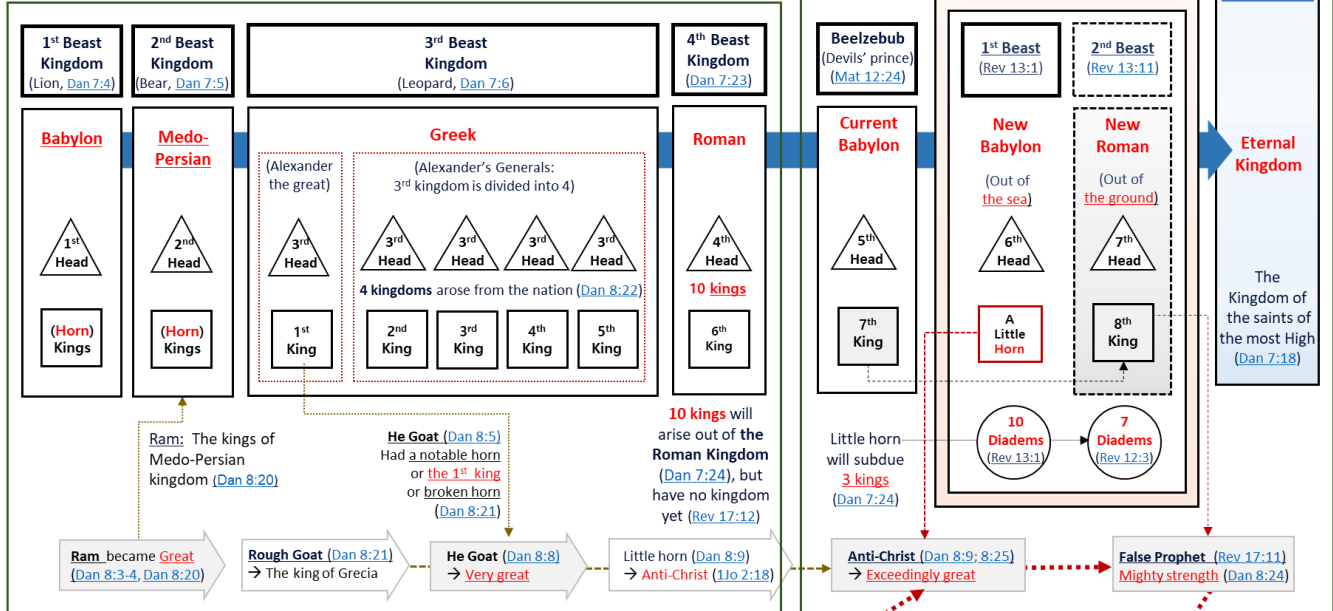 1st Beast
Kingdom
(Lion, Dan 7:4)
2nd Beast
Kingdom
(Bear, Dan 7:5)
3rd Beast
Kingdom
(Leopard, Dan 7:6)
4th Beast
Kingdom
(Dan 7:23)
Beelzebub
(Devils’ prince)
(Mat 12:24)
1st Beast
(Rev 13:1)
2nd Beast
(Rev 13:11)
Babylon
Medo-
Persian
Greek
Roman
Current
Babylon
New
Babylon
New
Roman
Eternal
Kingdom
(Alexander
the great)
(Alexander’s Generals:
3rd kingdom is divided into 4)
(Out of
the sea)
(Out of
the ground)
1st
Head
2nd
Head
3rd
Head
3rd
Head
3rd
Head
3rd
Head
3rd
Head
4th
Head
5th
Head
6th
Head
7th
Head
4 kingdoms arose from the nation (Dan 8:22)
10 kings
(Horn)
Kings
(Horn)
Kings
1st
King
2nd
King
3rd
King
4th
King
5th
King
6th
King
7th
King
A
Little
Horn
8th
King
The
Kingdom of
the saints of
the most High
(Dan 7:18)
Ram: The kings of
Medo-Persian
kingdom (Dan 8:20)
He Goat (Dan 8:5)
Had a notable horn
or the 1st king
or broken horn
(Dan 8:21)
10 kings will
arise out of the
Roman Kingdom
(Dan 7:24), but
have no kingdom
yet (Rev 17:12)
Little horn
will subdue
3 kings
(Dan 7:24)
10
Diadems
(Rev 13:1)
7
Diadems
(Rev 12:3)
Ram became Great
(Dan 8:3-4, Dan 8:20)
Rough Goat (Dan 8:21)
→ The king of Grecia
He Goat (Dan 8:8)
→ Very great
Little horn (Dan 8:9)
→ Anti-Christ (1Jo 2:18)
Anti-Christ (Dan 8:9; 8:25)
→ Exceedingly great
False Prophet (Rev 17:11)
Mighty strength (Dan 8:24)